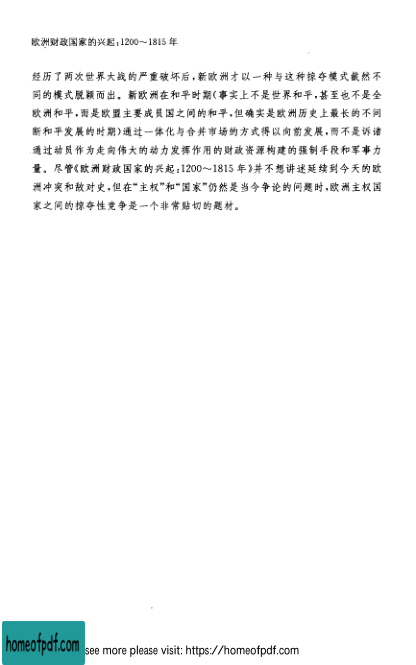 欧洲财政国家的兴起:1200～1815年
经历了两次世界大战的严重破坏后,新欧洲才以一种与这种掠夺模式截然不
同的模式脱颖而出。新欧洲在和平时期(事实上不是世界和平,甚至也不是全
欧洲和平,而是欧盟主要成员国之间的和平,但确实是欧洲历史上最长的不间
断和平发展的时期)通过一体化与合并市场的方式得以向前发展,而不是诉诸
通过动员作为走向伟大的动力发挥作用的财政资源构建的强制手段和军事力
量。尽管《欧洲财政国家的兴起:1200～1815年》并不想讲述延续到今天的欧
洲冲突和敌对史,但在“主权”和“国家”仍然是当今争论的问题时,欧洲主权国
家之间的掠夺性竞争是一个非常贴切的题材。
homeofpdf.com
see more please visit: https://homeofpdf.com